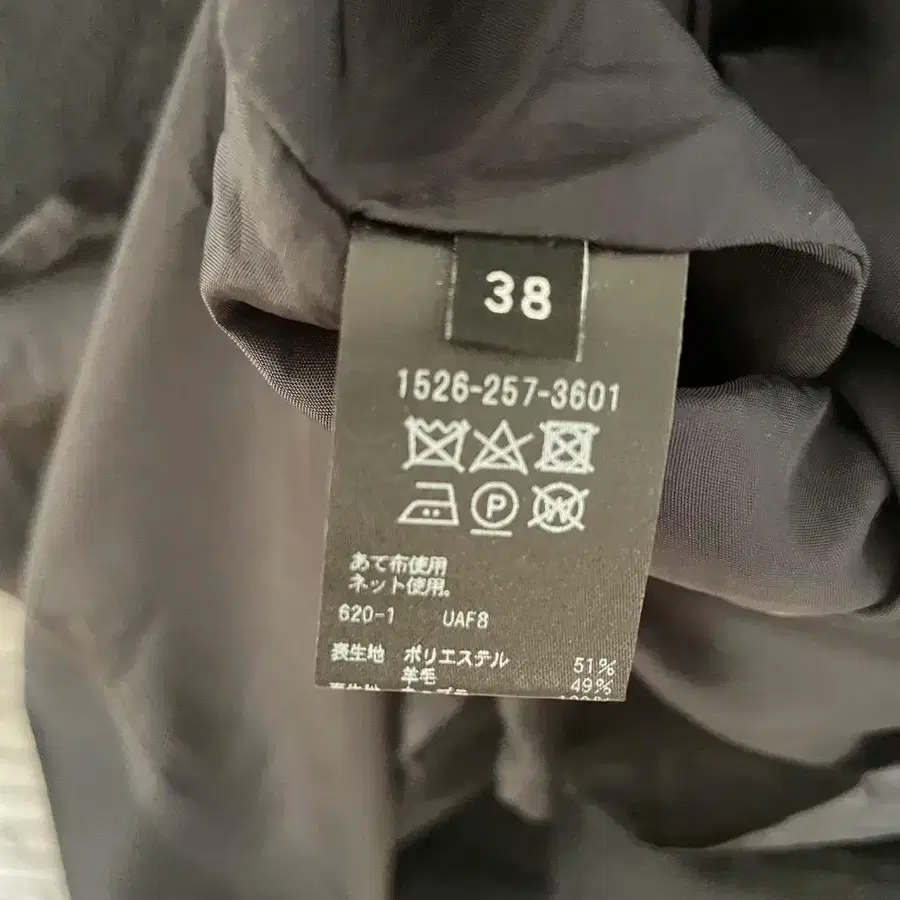 38
1526-257-3601
P
W
あて布使用
ネット使用。
620-1 UAF8
表生地 ポリエステル 51%
羊毛 49%